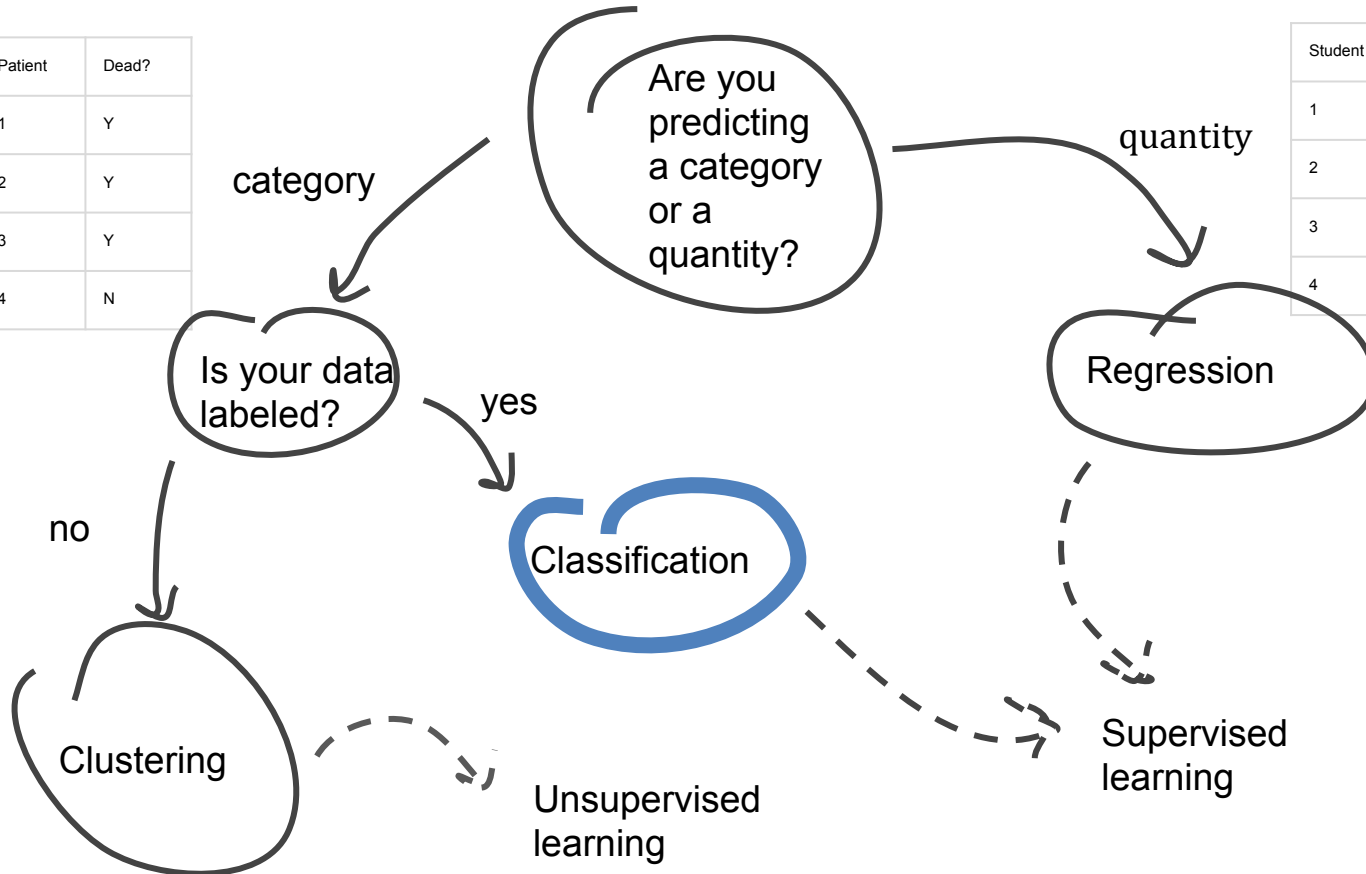 Patient Dead?
1 Y
2 Y
3 Y
4 N
Are you
predicting
a category
or a
quantity?
category
quantity
Student
1
2
3
4
Is your data
labeled?
yes
no
Regression
Classification
Clustering
Unsupervised
learning
Supervised
learning